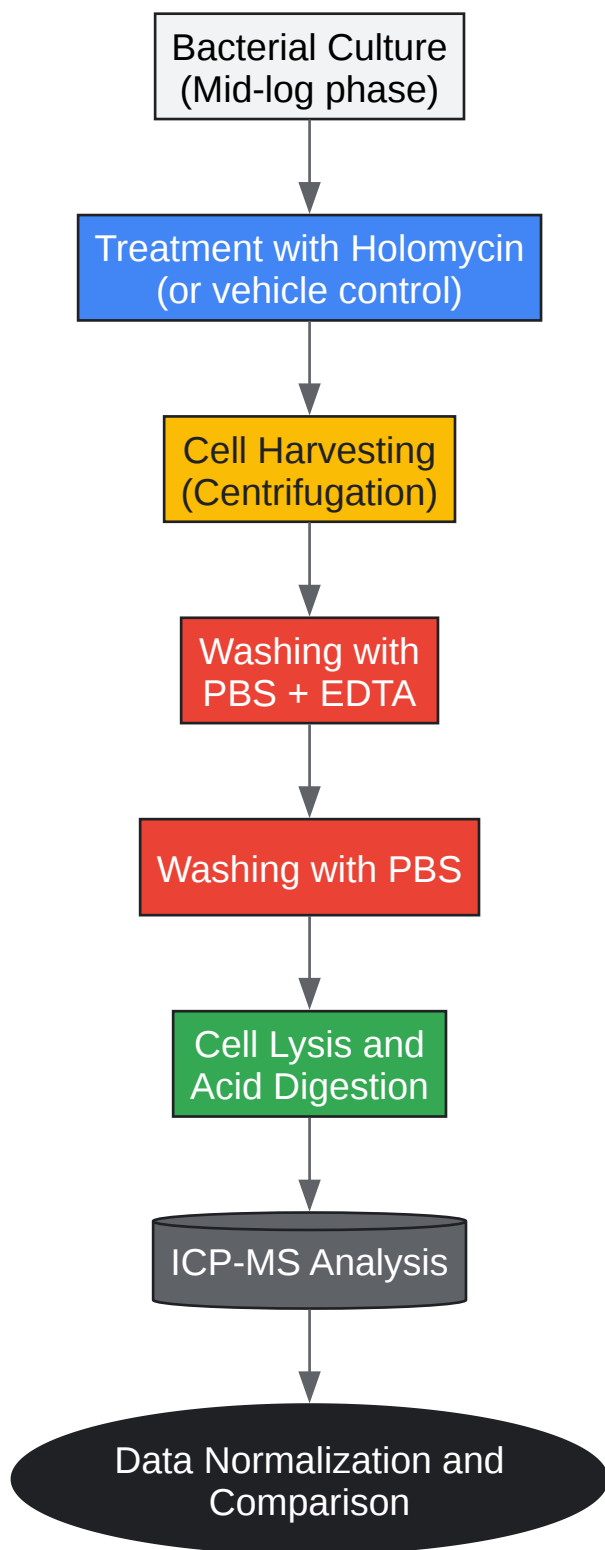 Bacterial Culture
(Mid-log phase)
Treatment with Holomycin
(or vehicle control)
Cell Harvesting
(Centrifugation)
Washing with
PBS + EDTA
Washing with PBS
Cell Lysis and
Acid Digestion
ICP-MS Analysis
Data Normalization and
Comparison